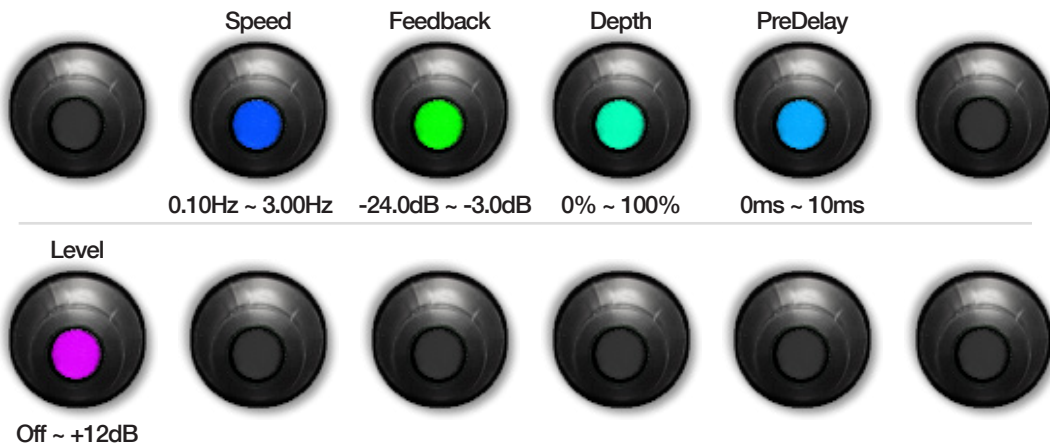 Speed Feedback Depth PreDelay
0.10Hz ~ 3.00Hz -24.0dB ~ -3.0dB 0% ~ 100% 0ms ~ 10ms
Level
Off ~ +12dB